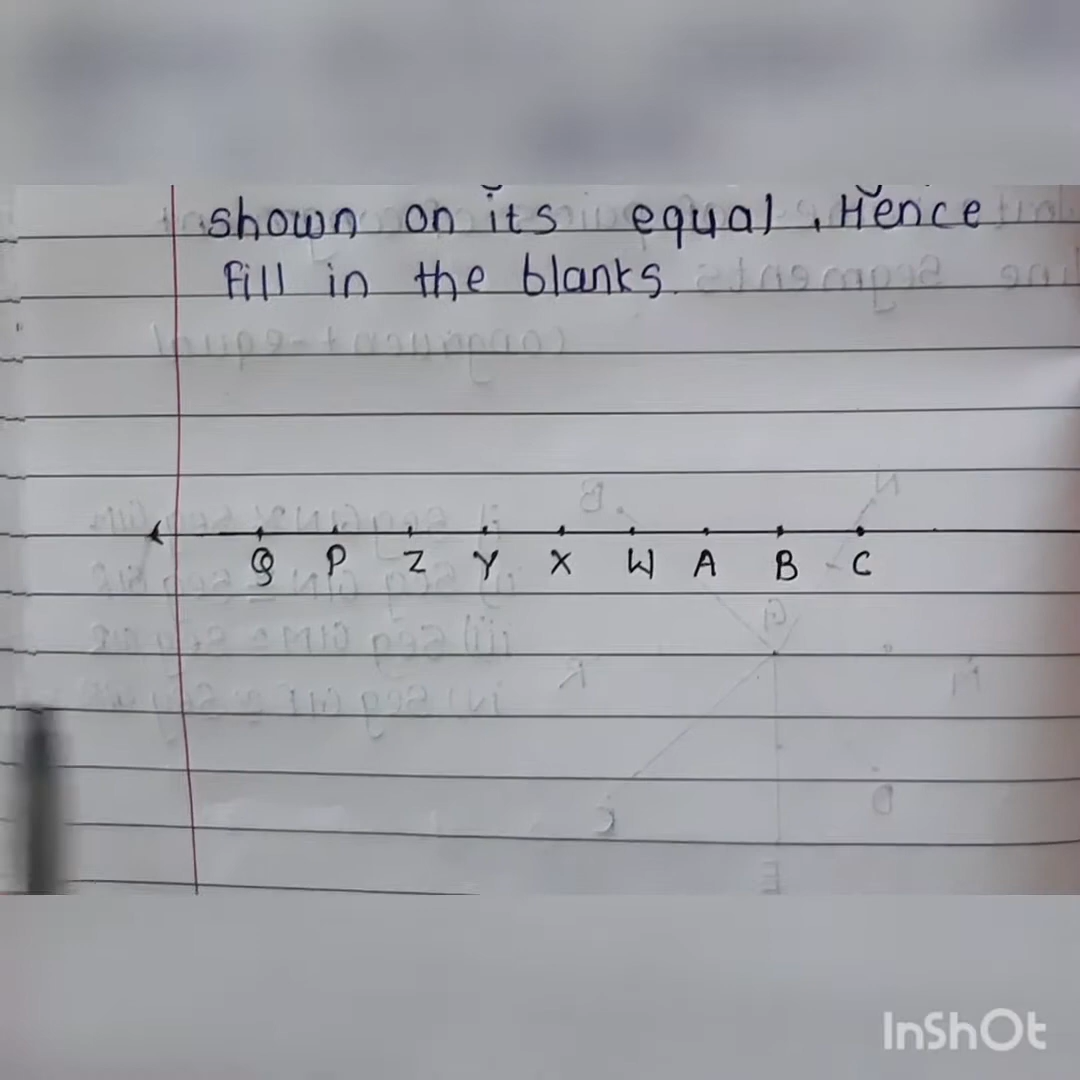 shown on its equal. Hence
fill in the blanks.
Q P Z Y X W A B C
InShOt